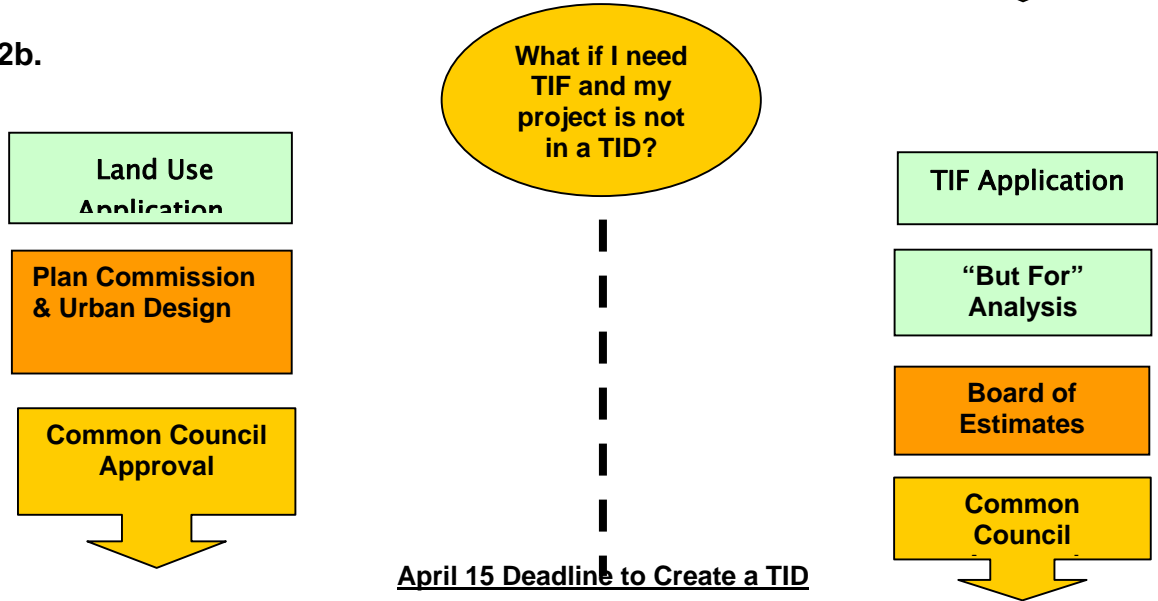 2b.
What if I need
TIF and my
project is not
in a TID?
Land Use
Application
Plan Commission
& Urban Design
Common Council
Approval
TIF Application
“But For”
Analysis
Board of
Estimates
Common
Council
April 15 Deadline to Create a TID